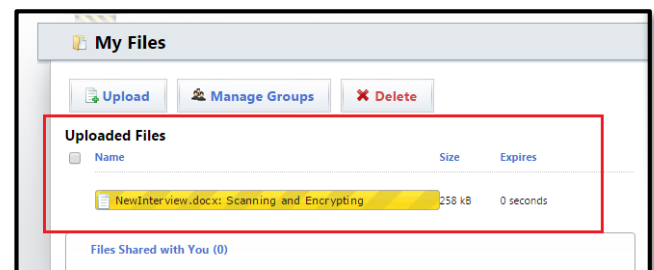 My Files
Upload Manage Groups Delete
Uploaded Files
Name Size Expires
NewInterview.docx: Scanning and Encrypting 258 kB 0 seconds
Files Shared with You (0)